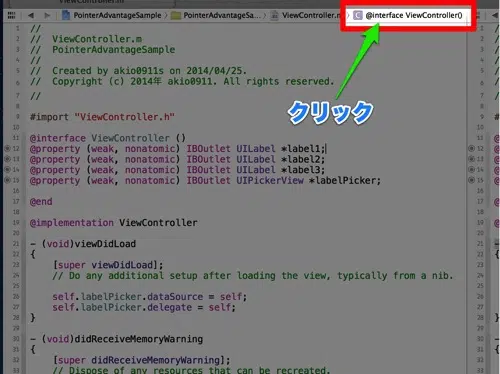 PointerAdvantageSample PointerAdvantageSa... ViewController.m C @interface ViewController()
//
// ViewController.m
// PointerAdvantageSample
//
// Created by akio0911s on 2014/04/25.
// Copyright (c) 2014年 akio0911. All rights reserved.
//
クリック
#import "ViewController.h"
@interface ViewController ()
@property (weak, nonatomic) IBOutlet UILabel *label1;
@property (weak, nonatomic) IBOutlet UILabel *label2;
@property (weak, nonatomic) IBOutlet UILabel *label3;
@property (weak, nonatomic) IBOutlet UIPickerView *labelPicker;
@end
@implementation ViewController
- (void)viewDidLoad
{
[super viewDidLoad];
// Do any additional setup after loading the view, typically from a nib.
self.labelPicker.dataSource = self;
self.labelPicker.delegate = self;
}
- (void)didReceiveMemoryWarning
{
[super didReceiveMemoryWarning];
// Dispose of any resources that can be recreated.